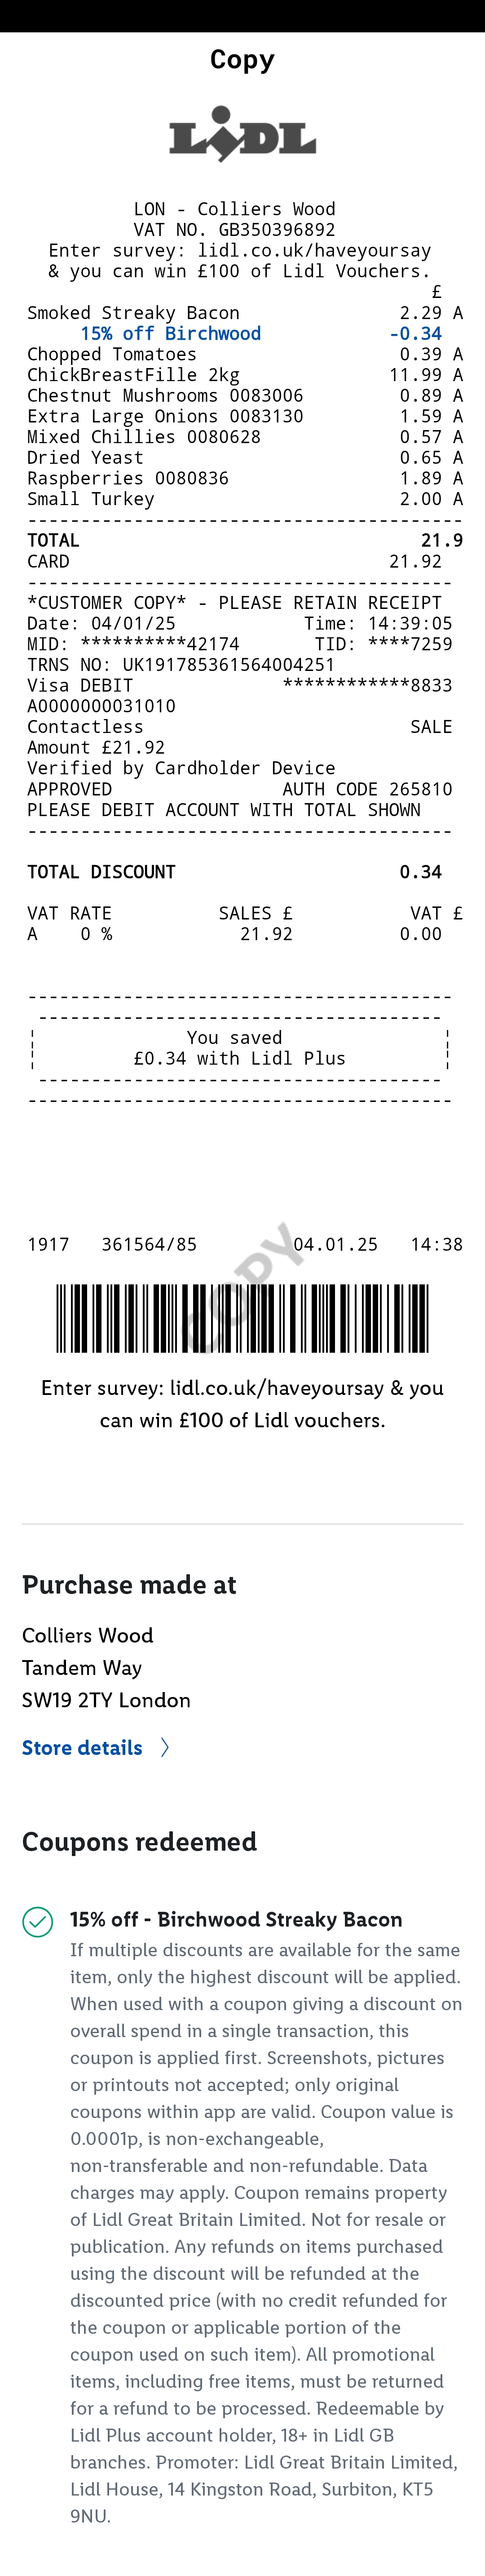 Copy
LiDL
LON - Colliers Wood
VAT NO. GB350396892
Enter survey: lidl.co.uk/haveyoursay
& you can win £100 of Lidl Vouchers.
£
Smoked Streaky Bacon 2.29 A
15% off Birchwood -0.34
Chopped Tomatoes 0.39 A
ChickBreastFille 2kg 11.99 A
Chestnut Mushrooms 0083006 0.89 A
Extra Large Onions 0083130 1.59 A
Mixed Chillies 0080628 0.57 A
Dried Yeast 0.65 A
Raspberries 0080836 1.89 A
Small Turkey 2.00 A
-----------------------------------------
TOTAL 21.9
CARD 21.92
----------------------------------------
*CUSTOMER COPY* - PLEASE RETAIN RECEIPT
Date: 04/01/25 Time: 14:39:05
MID: **********42174 TID: ****7259
TRNS NO: UK191785361564004251
Visa DEBIT ************8833
A0000000031010
Contactless SALE
Amount £21.92
Verified by Cardholder Device
APPROVED AUTH CODE 265810
PLEASE DEBIT ACCOUNT WITH TOTAL SHOWN
----------------------------------------
TOTAL DISCOUNT 0.34
VAT RATE SALES £ VAT £
A 0 % 21.92 0.00
----------------------------------------
--------------------------------------
You saved
£0.34 with Lidl Plus
--------------------------------------
----------------------------------------
1917 361564/85 04.01.25 14:38
COPY
Enter survey: lidl.co.uk/haveyoursay & you
can win £100 of Lidl vouchers.
Purchase made at
Colliers Wood
Tandem Way
SW19 2TY London
Store details
Coupons redeemed
15% off - Birchwood Streaky Bacon
If multiple discounts are available for the same
item, only the highest discount will be applied.
When used with a coupon giving a discount on
overall spend in a single transaction, this
coupon is applied first. Screenshots, pictures
or printouts not accepted; only original
coupons within app are valid. Coupon value is
0.0001p, is non-exchangeable,
non-transferable and non-refundable. Data
charges may apply. Coupon remains property
of Lidl Great Britain Limited. Not for resale or
publication. Any refunds on items purchased
using the discount will be refunded at the
discounted price (with no credit refunded for
the coupon or applicable portion of the
coupon used on such item). All promotional
items, including free items, must be returned
for a refund to be processed. Redeemable by
Lidl Plus account holder, 18+ in Lidl GB
branches. Promoter: Lidl Great Britain Limited,
Lidl House, 14 Kingston Road, Surbiton, KT5
9NU.